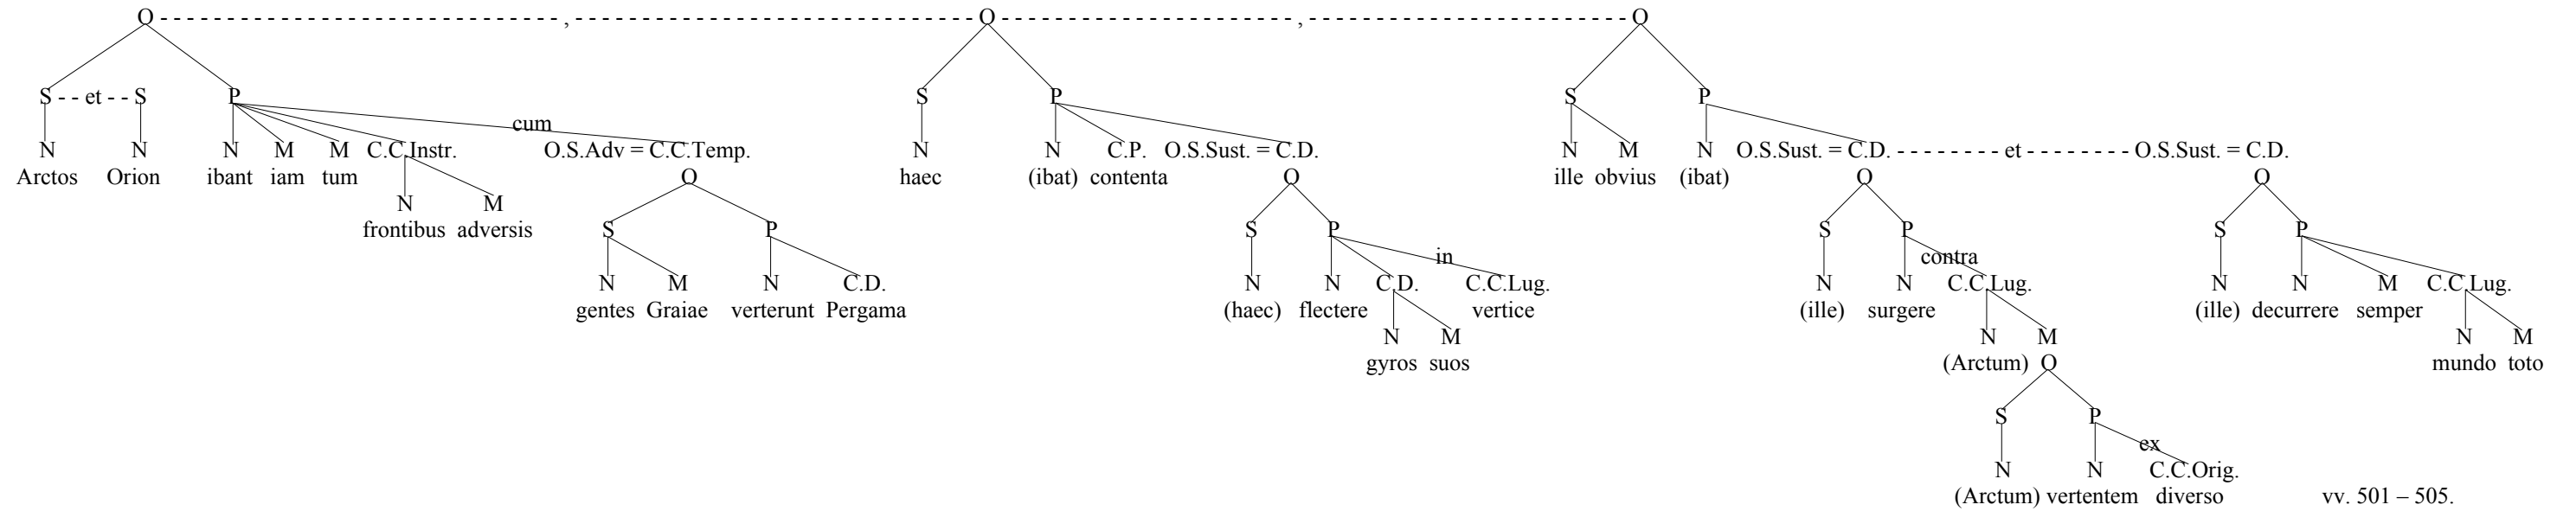 O , O , O
S - - et - - S P S P S P
cum
N N N M M C.C.Instr. O.S.Adv = C.C.Temp. N N C.P. O.S.Sust. = C.D. N M N O.S.Sust. = C.D. - - - - - - - - et - - - - - - - - O.S.Sust. = C.D.
Arctos Orion ibant iam tum O haec (ibat) contenta O ille obvius (ibat) O O
N M
frontibus adversis S P S P S P S P
in contra
N M N C.D. N N C.D. C.C.Lug. N N C.C.Lug. N N M C.C.Lug.
gentes Graiae verterunt Pergama (haec) flectere vertice (ille) surgere (ille) decurrere semper
N M N M N M
gyros suos (Arctum) O mundo toto
S P
ex
N N C.C.Orig.
(Arctum) vertentem diverso vv. 501 – 505.